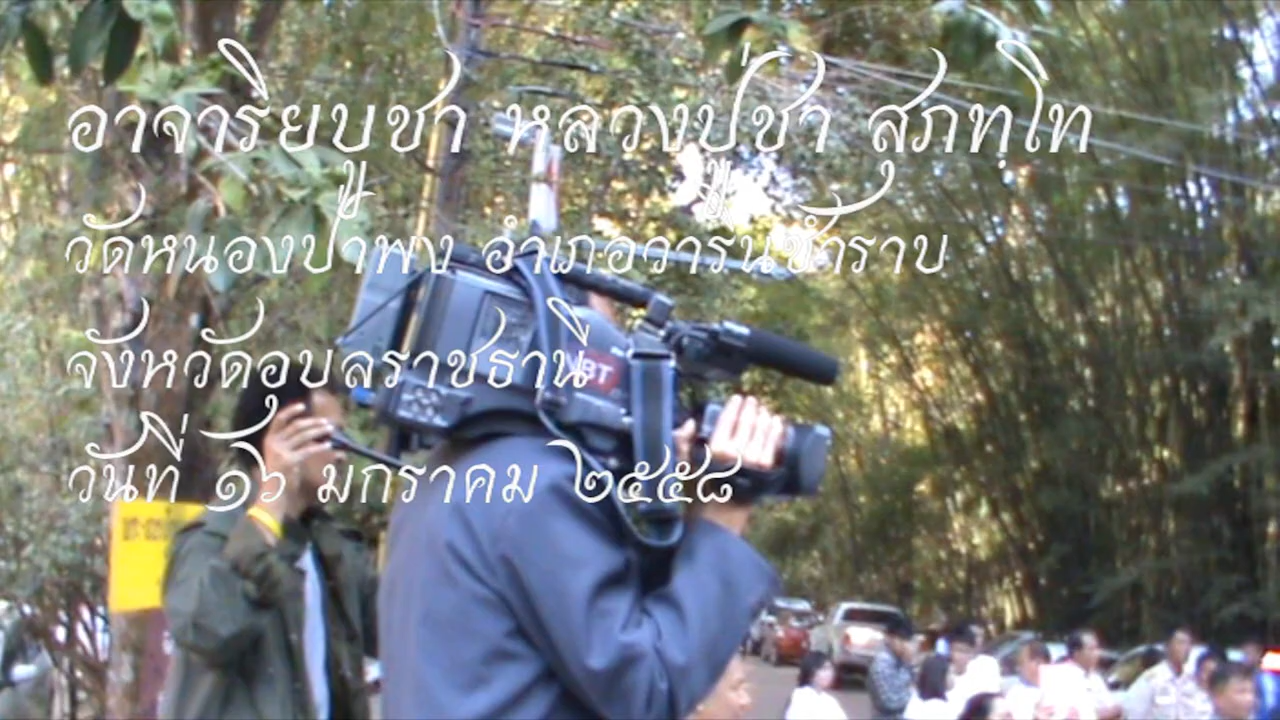 อาจาริยบูชา หลวงปู่ชา สุภทฺโท
วัดหนองป่าพง อำเภอวารินชำราบ
จังหวัดอุบลราชธานี
วันที่ ๑๖ มกราคม ๒๕๕๘
NBT